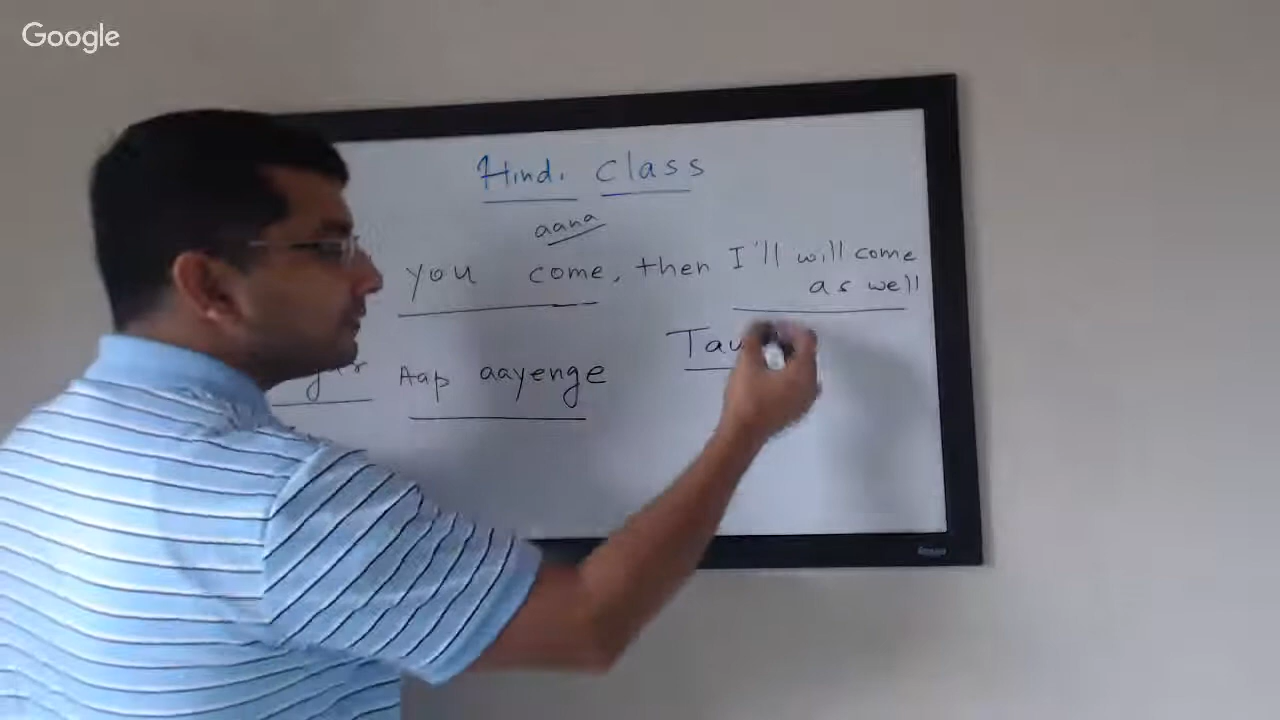 Google
Hindi Class
aana
you come, then I'll will come
as well
Aap aayenge